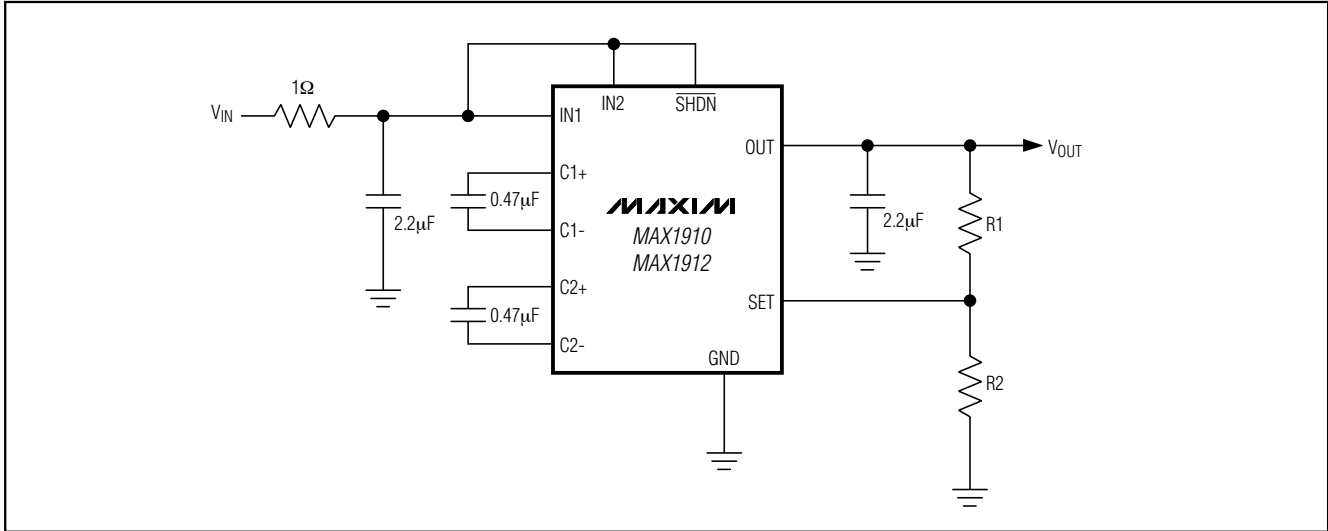 1Ω
VIN
IN1
IN2
SHDN
OUT
VOUT
C1+
0.47μF
C1-
2.2μF
MAXIM
MAX1910
MAX1912
2.2μF
R1
C2+
0.47μF
C2-
SET
GND
R2